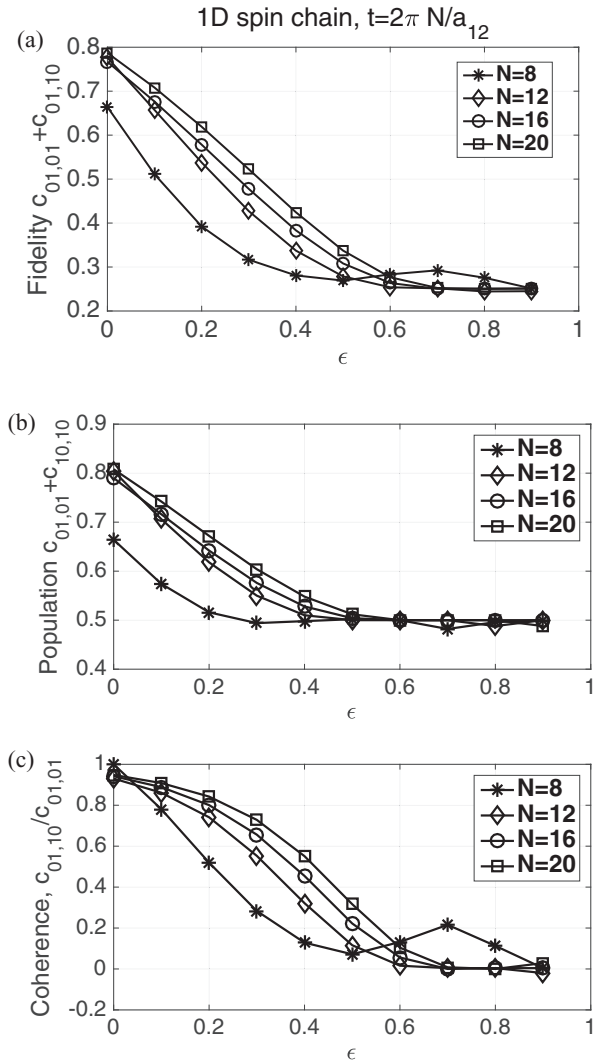 1D spin chain, t=2π N/a₁₂
(a)
Fidelity c₀₁,₀₁+c₀₁,₁₀
0.8
0.7
0.6
0.5
0.4
0.3
0.2
N=8
N=12
N=16
N=20
0 0.2 0.4 0.6 0.8 1
ϵ
(b)
Population c₀₁,₀₁+c₁₀,₁₀
0.9
0.8
0.7
0.6
0.5
0.4
N=8
N=12
N=16
N=20
0 0.2 0.4 0.6 0.8 1
ϵ
(c)
Coherence, c₀₁,₁₀/c₀₁,₀₁
1
0.8
0.6
0.4
0.2
0
-0.2
N=8
N=12
N=16
N=20
0 0.2 0.4 0.6 0.8 1
ϵ